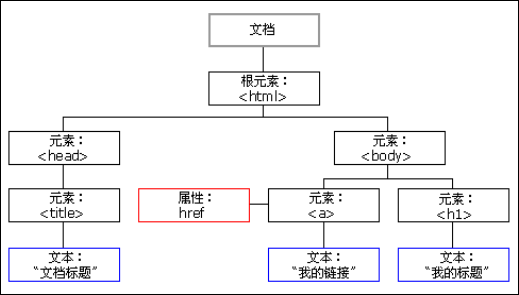 文档
根元素：
<html>
元素：
<head>
元素：
<body>
元素：
<title>
属性：
href
元素：
<a>
元素：
<h1>
文本：
“文档标题”
文本：
“我的链接”
文本：
“我的标题”